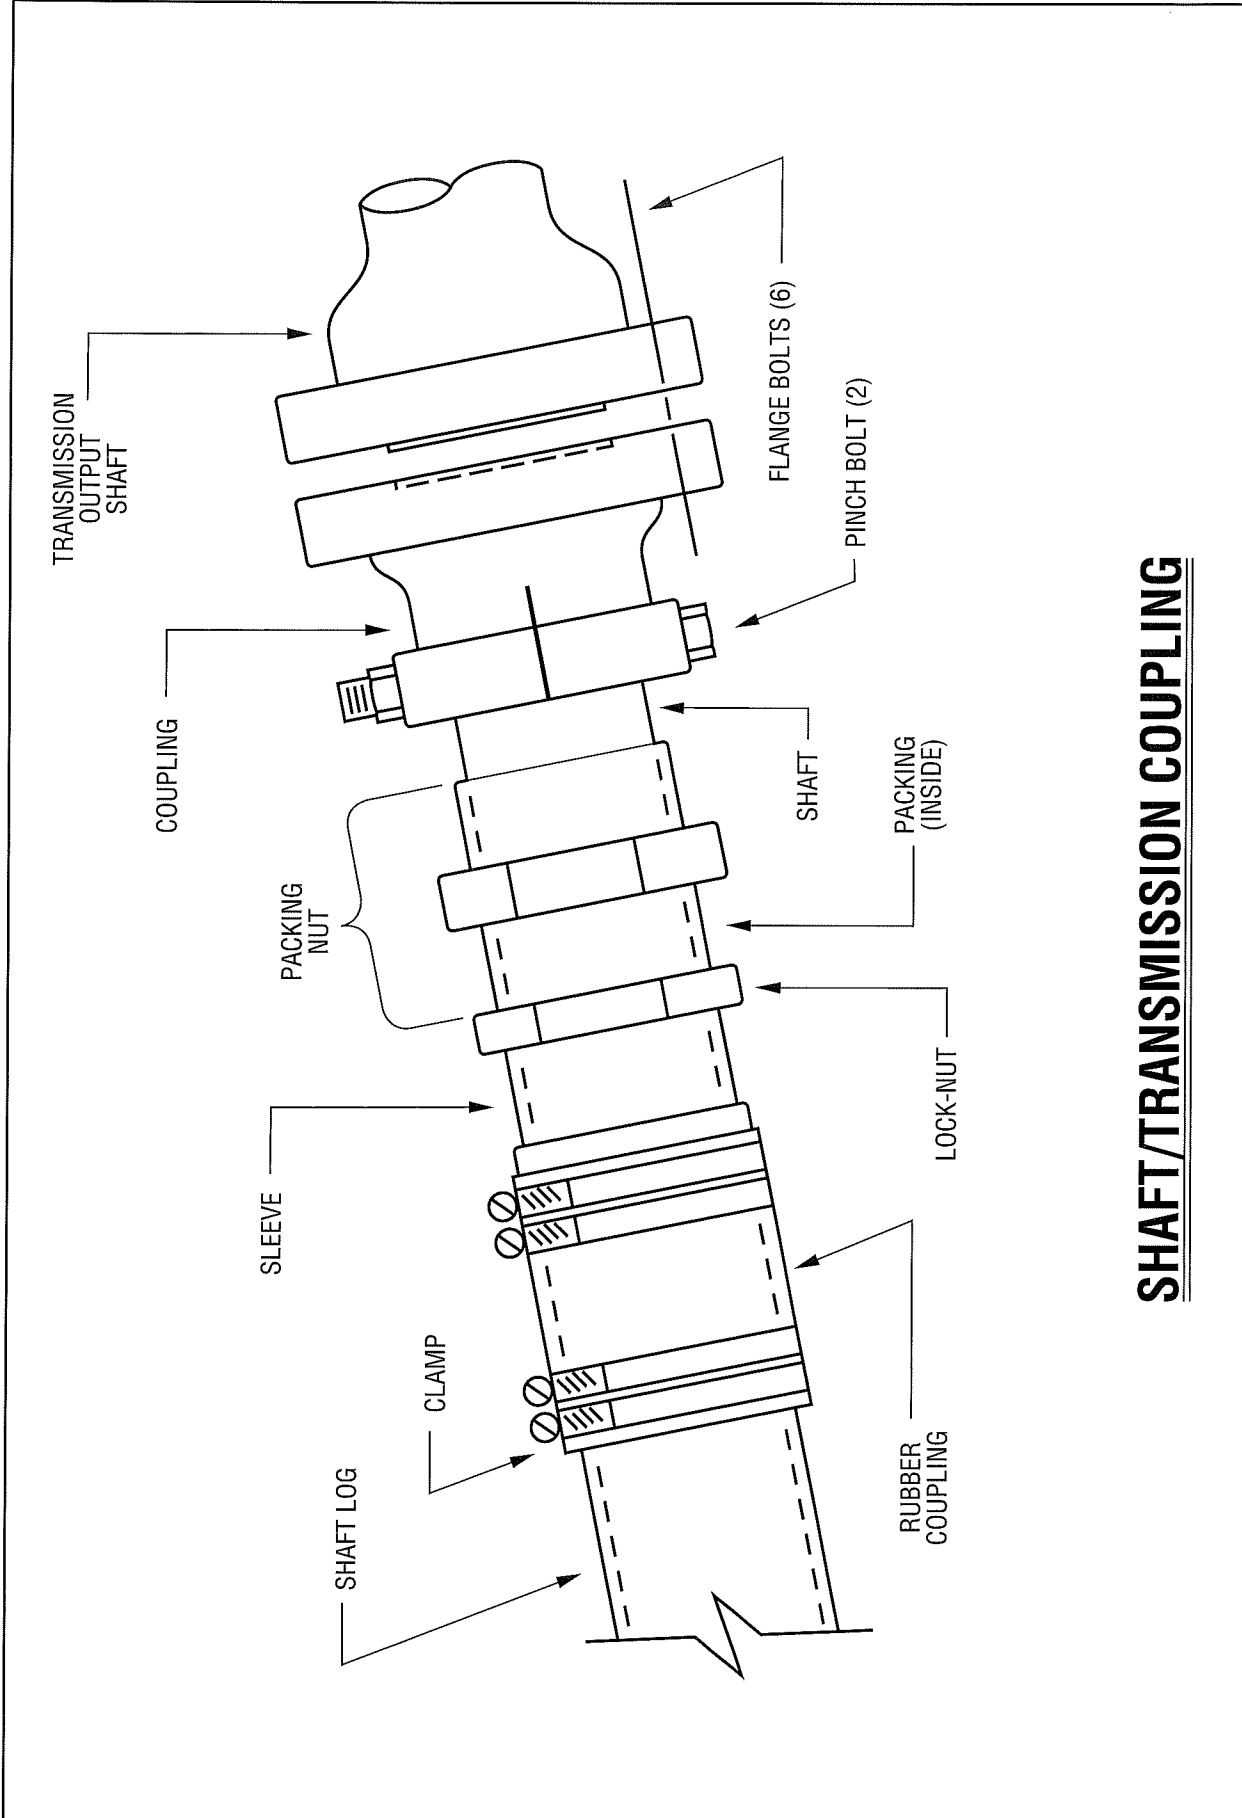 TRANSMISSION
OUTPUT
SHAFT
COUPLING
PACKING
NUT
SLEEVE
CLAMP
SHAFT LOG
FLANGE BOLTS (6)
PINCH BOLT (2)
SHAFT
PACKING
(INSIDE)
LOCK-NUT
RUBBER
COUPLING
SHAFT/TRANSMISSION COUPLING